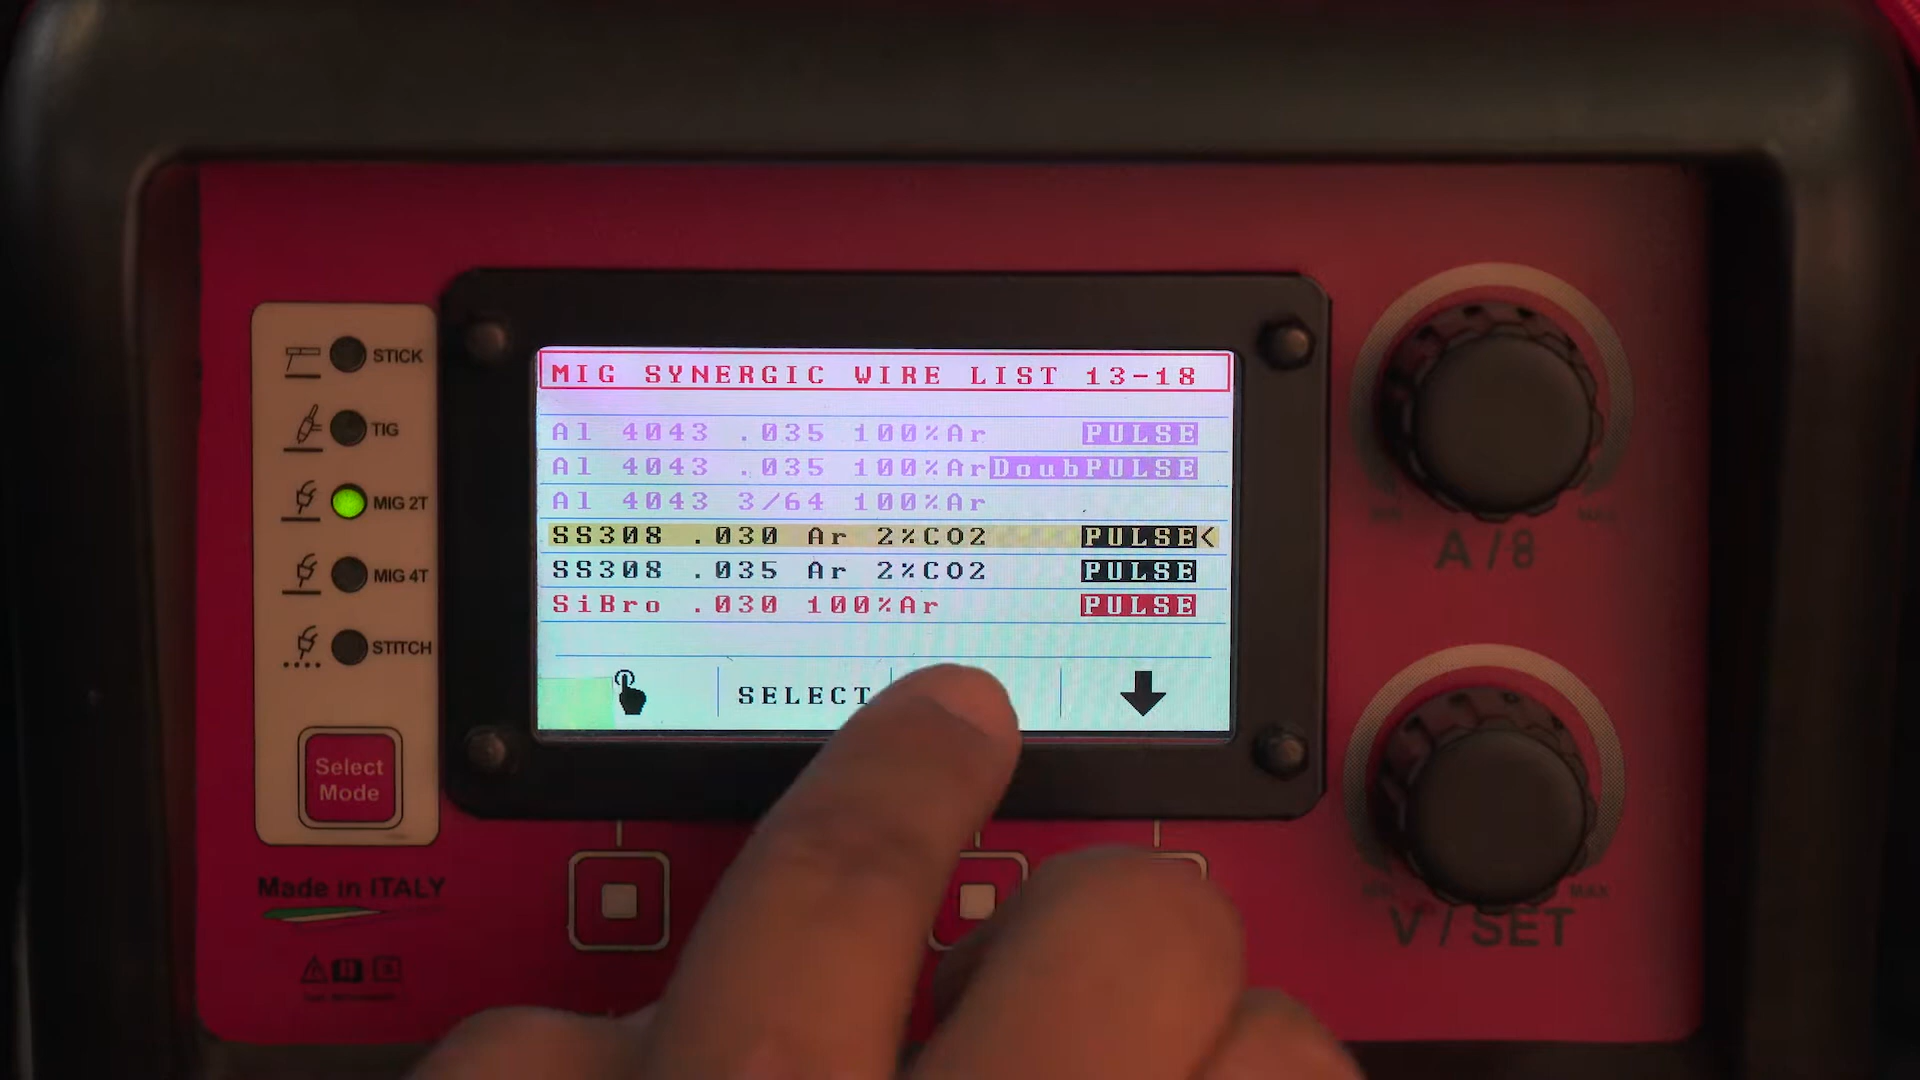 MIG SYNERGIC WIRE LIST 13-18
Al 4043 .035 100%Ar PULSE
Al 4043 .035 100%Ar DoubPULSE
Al 4043 3/64 100%Ar
SS308 .030 Ar 2%CO2 PULSE<
SS308 .035 Ar 2%CO2 PULSE
SiBro .030 100%Ar PULSE
SELECT
STICK
TIG
MIG 2T
MIG 4T
STITCH
Select
Mode
Made in ITALY
A/8
MAX
V / SET